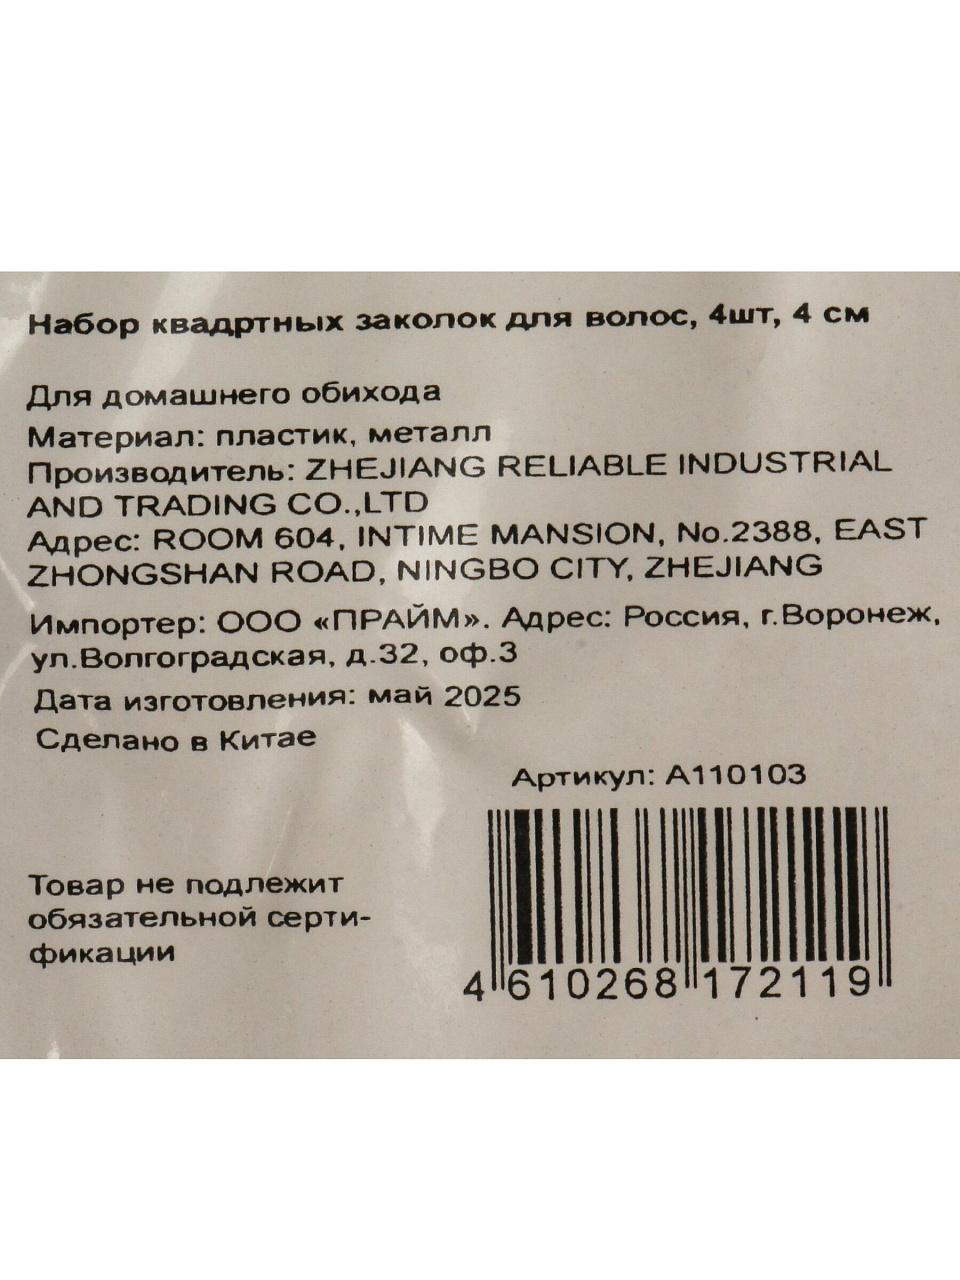 Набор квадртных заколок для волос, 4шт, 4 см
Для домашнего обихода
Материал: пластик, металл
Производитель: ZHEJIANG RELIABLE INDUSTRIAL
AND TRADING CO.,LTD
Адрес: ROOM 604, INTIME MANSION, No.2388, EAST
ZHONGSHAN ROAD, NINGBO CITY, ZHEJIANG
Импортер: ООО «ПРАЙМ». Адрес: Россия, г.Воронеж,
ул.Волгоградская, д.32, оф.3
Дата изготовления: май 2025
Сделано в Китае
Артикул: А110103
Товар не подлежит
обязательной серти-
фикации
4 610268 172119